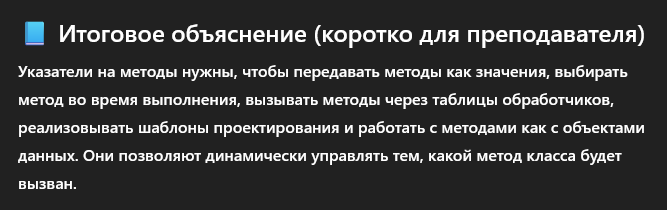 📘 Итоговое объяснение (коротко для преподавателя)
Указатели на методы нужны, чтобы передавать методы как значения, выбирать
метод во время выполнения, вызывать методы через таблицы обработчиков,
реализовывать шаблоны проектирования и работать с методами как с объектами
данных. Они позволяют динамически управлять тем, какой метод класса будет
вызван.